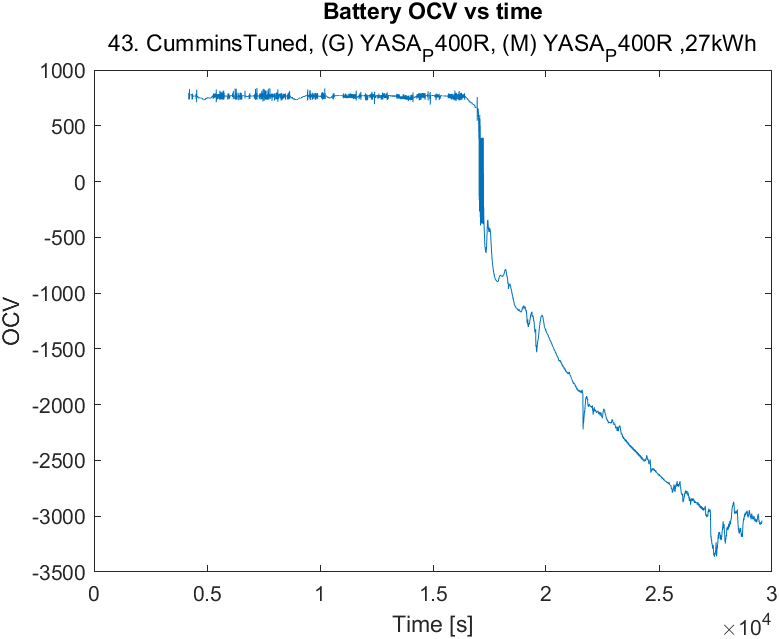 Battery OCV vs time
43. CumminsTuned, (G) YASAP400R, (M) YASAP400R ,27kWh
1000
500
0
-500
-1000
-1500
-2000
-2500
-3000
-3500
OCV
0 0.5 1 1.5 2 2.5 3
Time [s]
×10^4